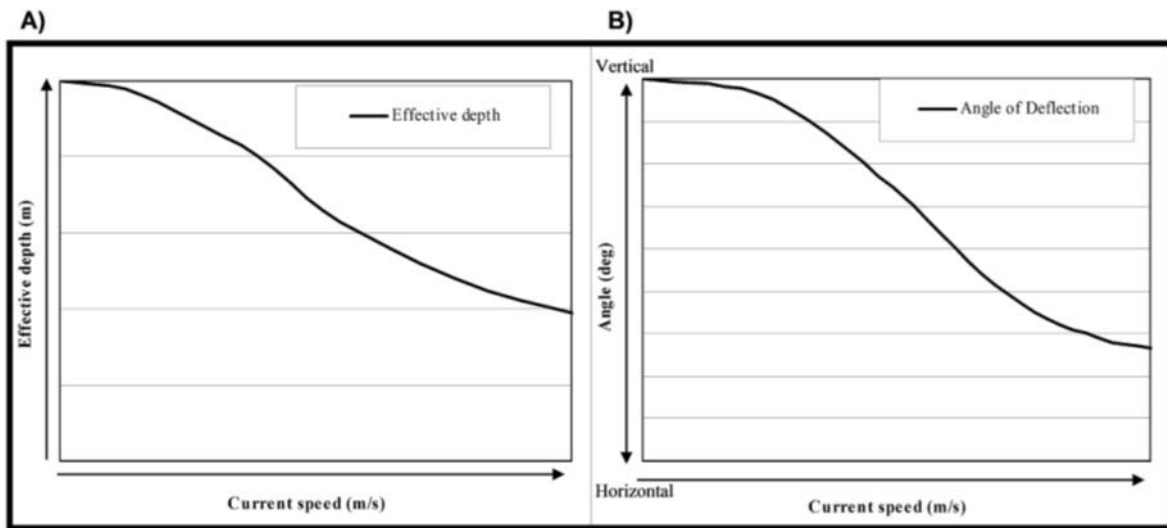 A)
Effective depth
Effective depth (m)
Current speed (m/s)
B)
Vertical
Angle of Deflection
Angle (deg)
Horizontal
Current speed (m/s)